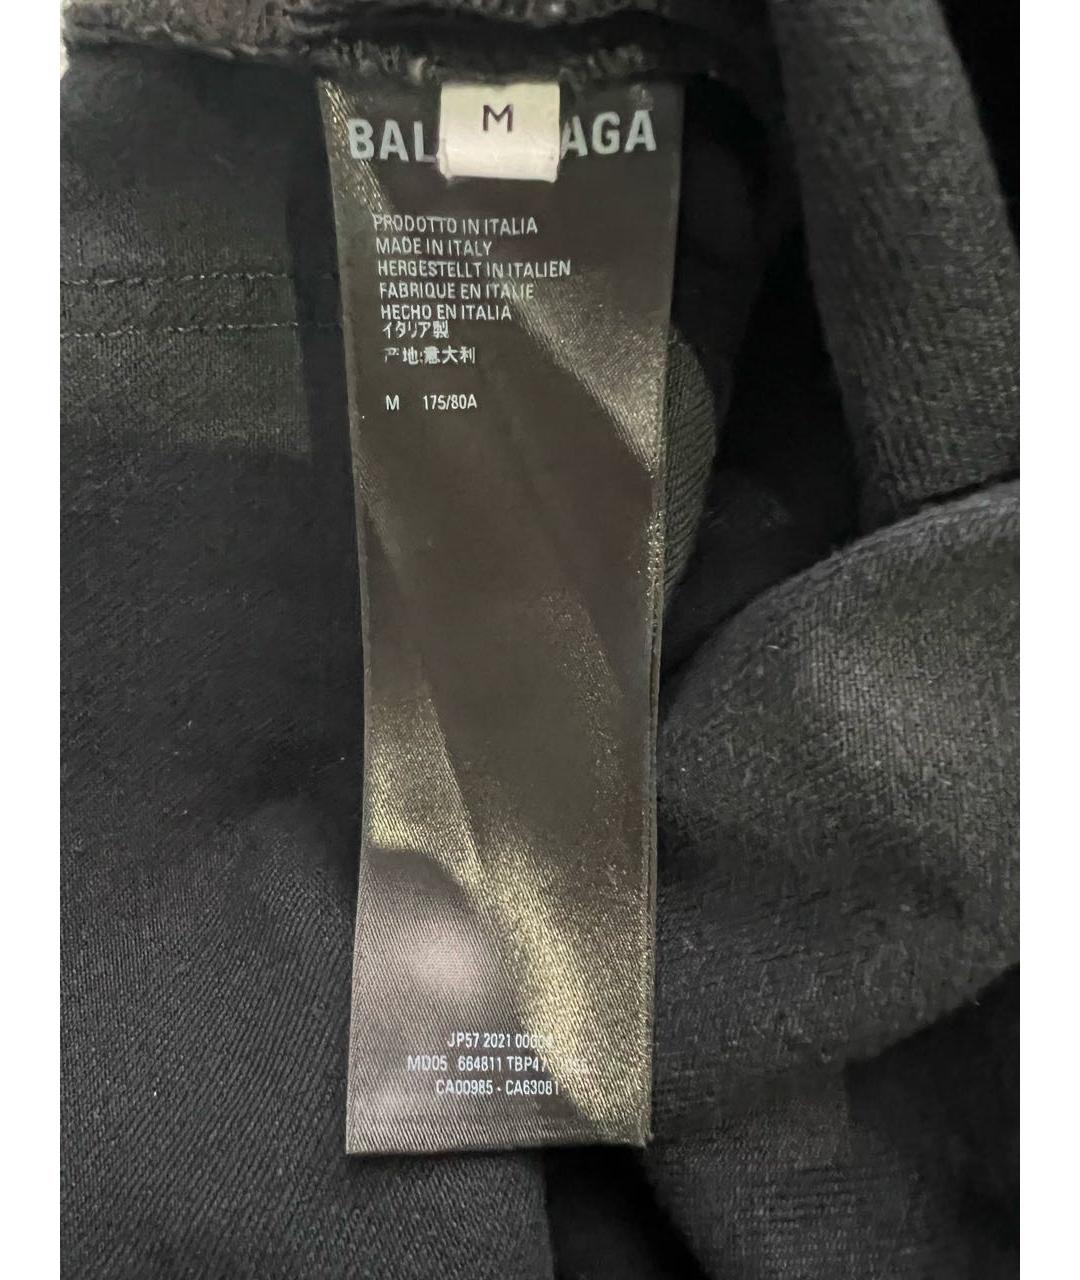 M
BAL AGA
PRODOTTO IN ITALIA
MADE IN ITALY
HERGESTELLT IN ITALIEN
FABRIQUE EN ITALIE
HECHO EN ITALIA
イタリア製
产地:意大利
M 175/80A
JP57 2021
MD05 664811
CA00985 - CA63081